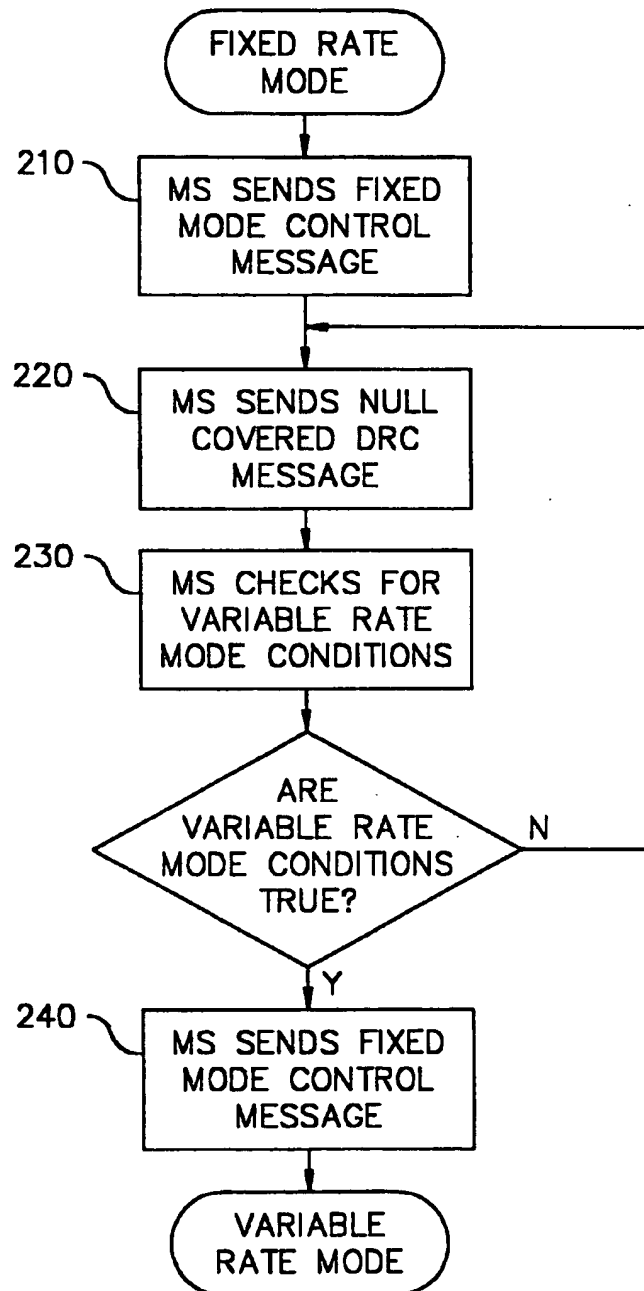 FIXED RATE
MODE
210
MS SENDS FIXED
MODE CONTROL
MESSAGE
220
MS SENDS NULL
COVERED DRC
MESSAGE
230
MS CHECKS FOR
VARIABLE RATE
MODE CONDITIONS
ARE
VARIABLE RATE
MODE CONDITIONS
TRUE?
N
Y
240
MS SENDS FIXED
MODE CONTROL
MESSAGE
VARIABLE
RATE MODE